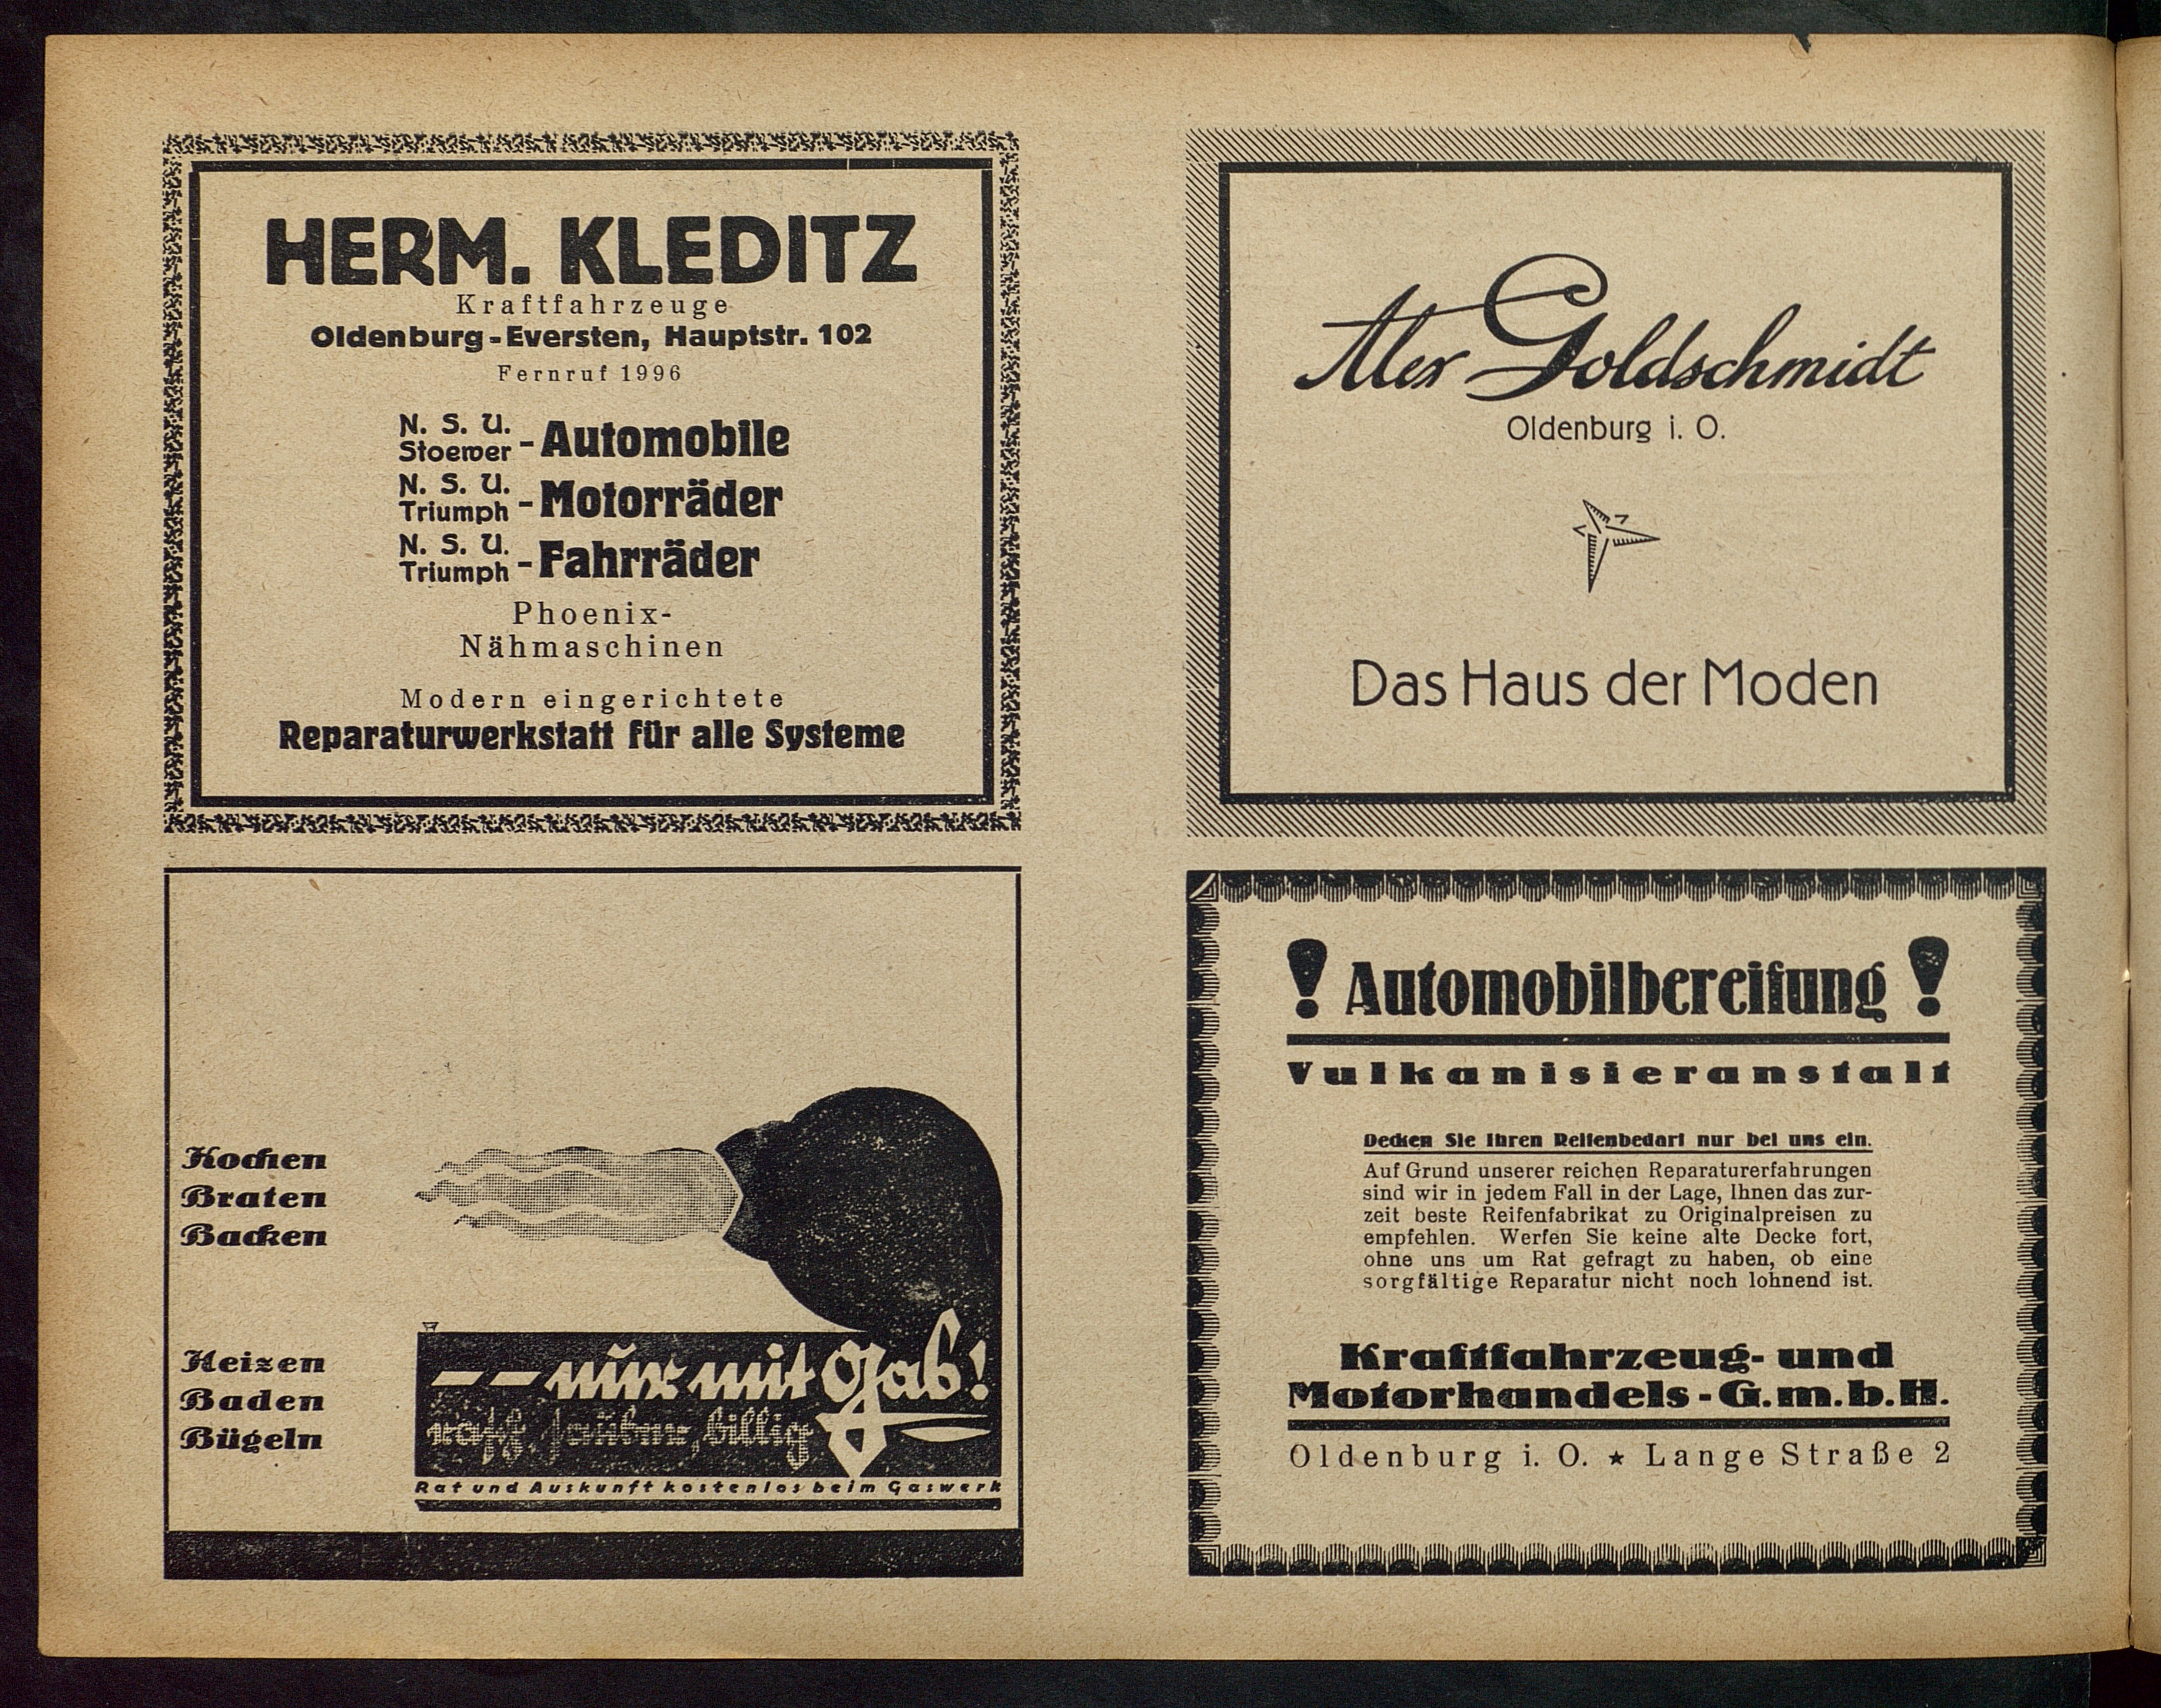 HERM. KLEDITZ
Kraftfahrzeuge
Oldenburg-Eversten, Hauptstr. 102
Fernruf 1996
N. S. U.
Stoewer - Automobile
N. S. U.
Triumph - Motorräder
N. S. U.
Triumph - Fahrräder
Phoenix-
Nähmaschinen
Modern eingerichtete
Reparaturwerkstatt für alle Systeme
Kochen
Braten
Backen
Heizen
Baden
Bügeln
-- nur mit Gas!
rasch, sauber, billig
Rat und Auskunft kostenlos beim Gaswerk
Alex Goldschmidt
Oldenburg i. O.
Das Haus der Moden
! Automobilbereifung !
Vulkanisieranstalt
Decken Sie Ihren Reifenbedarf nur bei uns ein.
Auf Grund unserer reichen Reparaturerfahrungen
sind wir in jedem Fall in der Lage, Ihnen das zur-
zeit beste Reifenfabrikat zu Originalpreisen zu
empfehlen. Werfen Sie keine alte Decke fort,
ohne uns um Rat gefragt zu haben, ob eine
sorgfältige Reparatur nicht noch lohnend ist.
Kraftfahrzeug- und
Motorhandels-G.m.b.H.
Oldenburg i. O. ★ Lange Straße 2